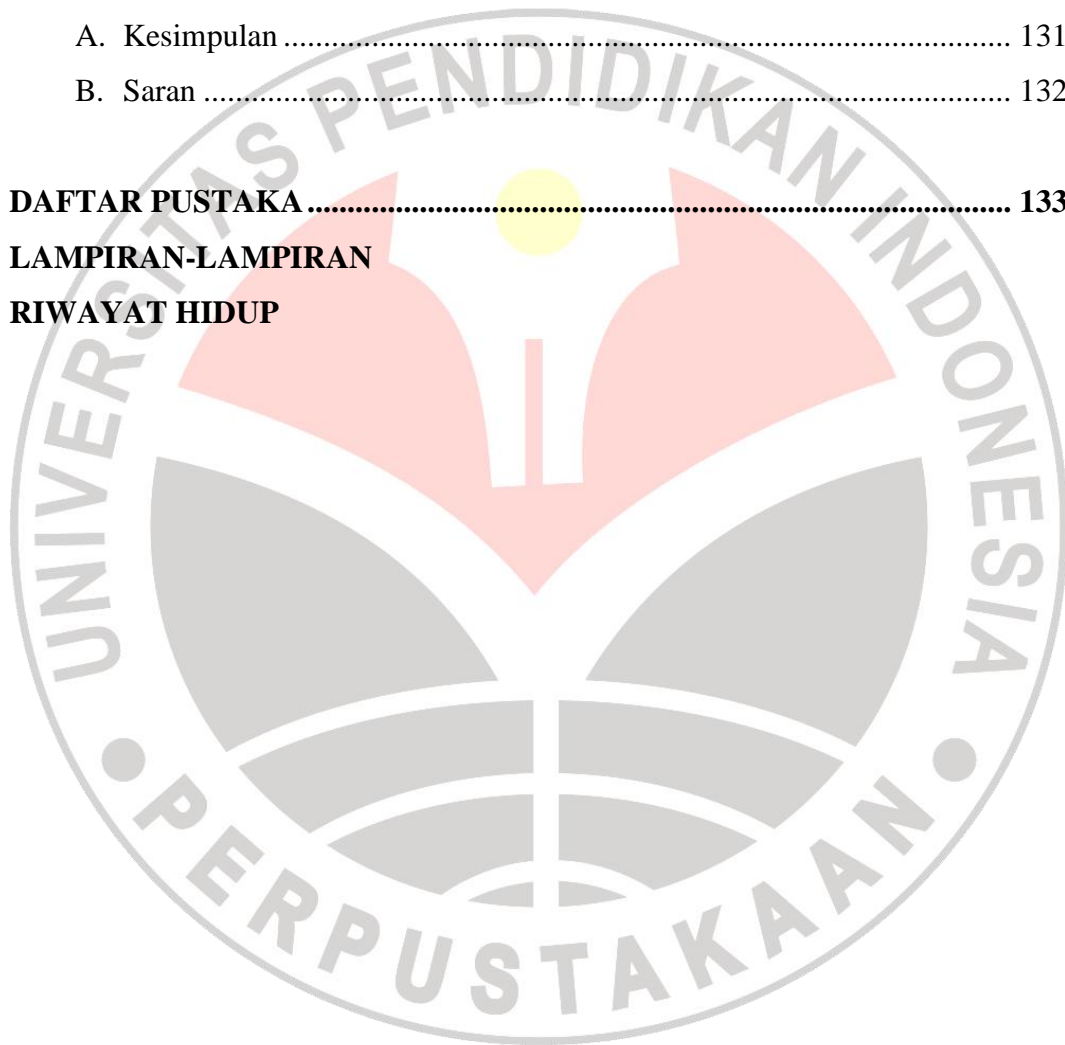 A. Kesimpulan ........................................................................................ 131
B. Saran .................................................................................................. 132
DAFTAR PUSTAKA ..................................................................................... 133
LAMPIRAN-LAMPIRAN
RIWAYAT HIDUP
UNIVERSITAS PENDIDIKAN INDONESIA
PERPUSTAKAAN